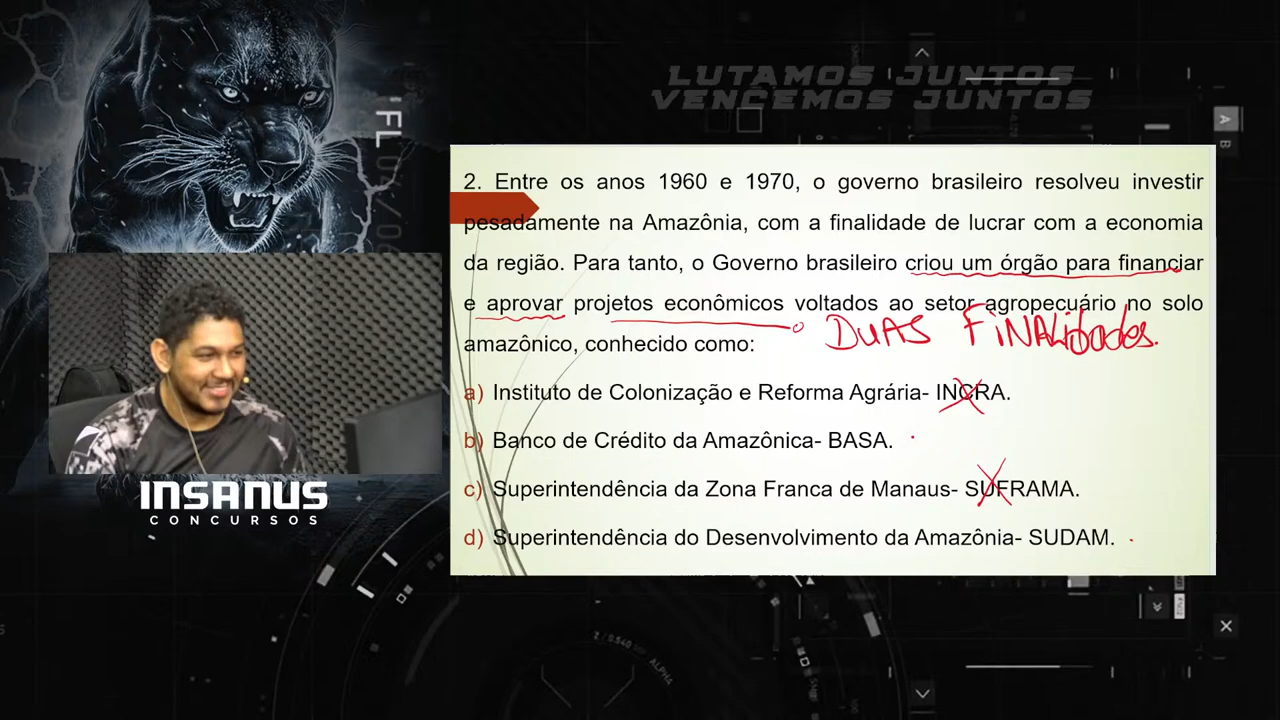 LUTAMOS JUNTOS
VENCEMOS JUNTOS
2. Entre os anos 1960 e 1970, o governo brasileiro resolveu investir
pesadamente na Amazônia, com a finalidade de lucrar com a economia
da região. Para tanto, o Governo brasileiro criou um órgão para financiar
e aprovar projetos econômicos voltados ao setor agropecuário no solo
DUAS FINALidades.
amazônico, conhecido como:
a) Instituto de Colonização e Reforma Agrária- INCRA.
b) Banco de Crédito da Amazônica- BASA.
c) Superintendência da Zona Franca de Manaus- SUFRAMA.
d) Superintendência do Desenvolvimento da Amazônia- SUDAM.
INSANUS
CONCURSOS
A
B